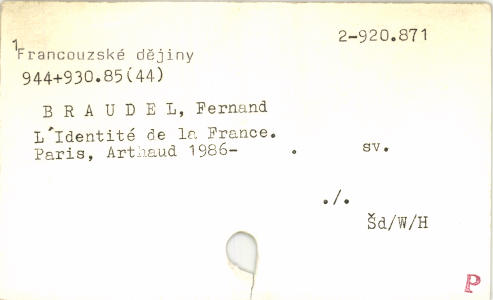 2-920.871
1
Francouzské dějiny
944+930.85(44)
B R A U D E L, Fernand
L´Identité de la France.
Paris, Arthaud 1986- . sv.
./.
Šd/W/H
P